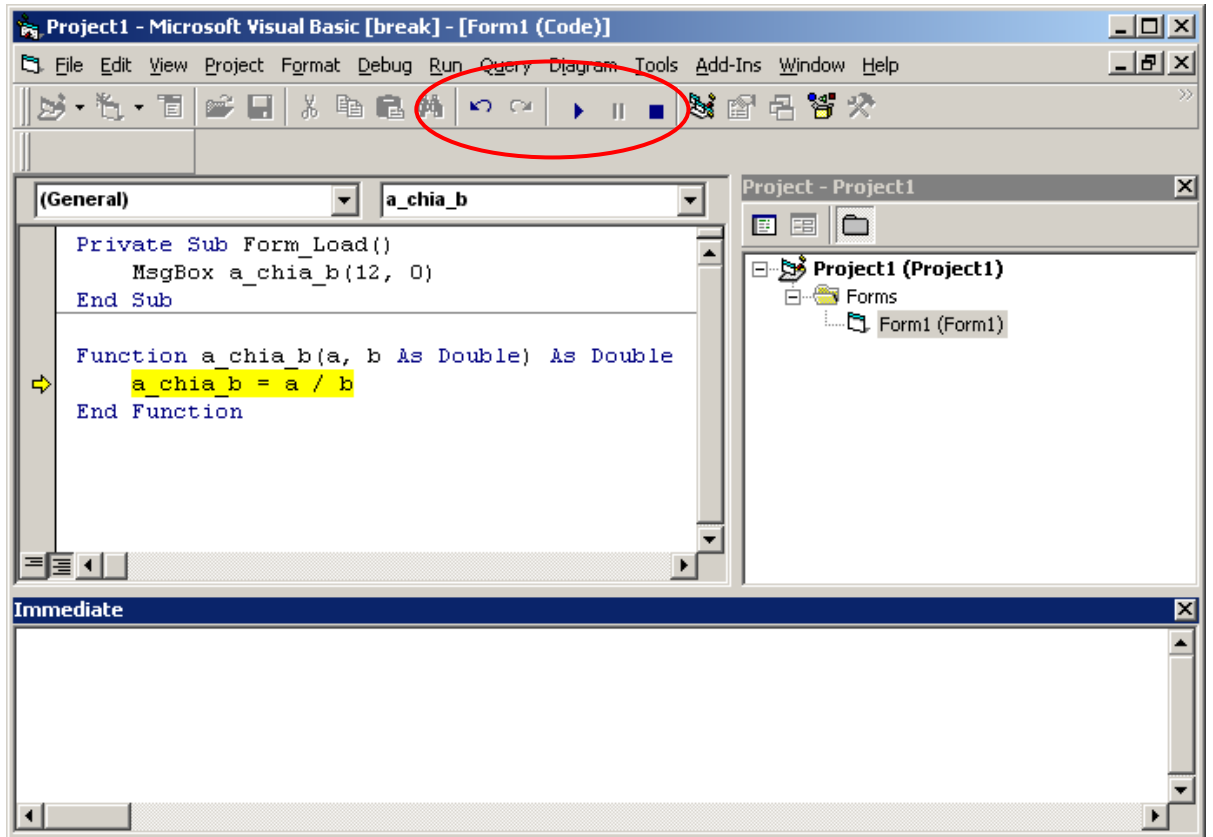 Project1 - Microsoft Visual Basic [break] - [Form1 (Code)]
File Edit View Project Format Debug Run Query Diagram Tools Add-Ins Window Help
(General) a_chia_b
Private Sub Form_Load()
MsgBox a_chia_b(12, 0)
End Sub
Function a_chia_b(a, b As Double) As Double
a_chia_b = a / b
End Function
Project - Project1
Project1 (Project1)
Forms
Form1 (Form1)
Immediate